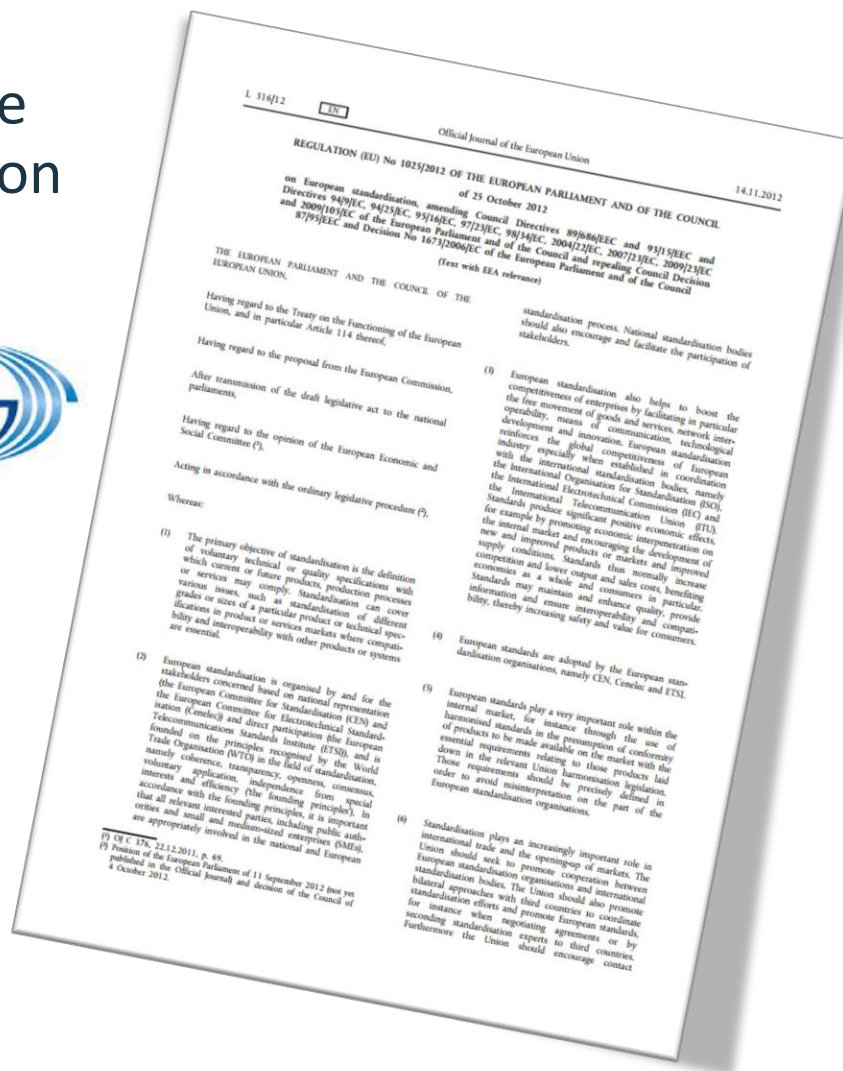 e
on
L 316/12
EN
Official Journal of the European Union
14.11.2012
REGULATION (EU) No 1025/2012 OF THE EUROPEAN PARLIAMENT AND OF THE COUNCIL
of 25 October 2012
on European standardisation, amending Council Directives 89/686/EEC and 93/15/EEC and
Directives 94/9/EC, 94/25/EC, 95/16/EC, 97/23/EC, 98/34/EC, 2004/22/EC, 2007/23/EC, 2009/23/EC
and 2009/105/EC of the European Parliament and of the Council and repealing Council Decision
87/95/EEC and Decision No 1673/2006/EC of the European Parliament and of the Council
(Text with EEA relevance)
THE EUROPEAN PARLIAMENT AND THE COUNCIL OF THE
EUROPEAN UNION,
Having regard to the Treaty on the Functioning of the European
Union, and in particular Article 114 thereof,
Having regard to the proposal from the European Commission,
After transmission of the draft legislative act to the national
parliaments,
Having regard to the opinion of the European Economic and
Social Committee (¹),
Acting in accordance with the ordinary legislative procedure (²),
Whereas:
(1) The primary objective of standardisation is the definition
of voluntary technical or quality specifications with
which current or future products, production processes
or services may comply. Standardisation can cover
various issues, such as standardisation of different
grades or sizes of a particular product or technical spec-
ifications in product or services markets where compati-
bility and interoperability with other products or systems
are essential.
(2) European standardisation is organised by and for the
stakeholders concerned based on national representation
(the European Committee for Standardisation (CEN) and
the European Committee for Electrotechnical Standard-
isation (Cenelec)) and direct participation (the European
Telecommunications Standards Institute (ETSI)), and is
founded on the principles recognised by the World
Trade Organisation (WTO) in the field of standardisation,
namely coherence, transparency, openness, consensus,
voluntary application, independence from special
interests and efficiency ('the founding principles'). In
accordance with the founding principles, it is important
that all relevant interested parties, including public auth-
orities and small and medium-sized enterprises (SMEs),
are appropriately involved in the national and European
(¹) OJ C 376, 22.12.2011, p. 69.
(²) Position of the European Parliament of 11 September 2012 (not yet
published in the Official Journal) and decision of the Council of
4 October 2012.
standardisation process. National standardisation bodies
should also encourage and facilitate the participation of
stakeholders.
(3) European standardisation also helps to boost the
competitiveness of enterprises by facilitating in particular
the free movement of goods and services, network inter-
operability, means of communication, technological
development and innovation. European standardisation
reinforces the global competitiveness of European
industry especially when established in coordination
with the international standardisation bodies, namely
the International Organisation for Standardisation (ISO),
the International Electrotechnical Commission (IEC) and
the International Telecommunication Union (ITU).
Standards produce significant positive economic effects,
for example by promoting economic interpenetration on
the internal market and encouraging the development of
new and improved products or markets and improved
supply conditions. Standards thus normally increase
competition and lower output and sales costs, benefiting
economies as a whole and consumers in particular.
Standards may maintain and enhance quality, provide
information and ensure interoperability and compati-
bility, thereby increasing safety and value for consumers.
(4) European standards are adopted by the European stan-
dardisation organisations, namely CEN, Cenelec and ETSI.
(5) European standards play a very important role within the
internal market, for instance through the use of
harmonised standards in the presumption of conformity
of products to be made available on the market with the
essential requirements relating to those products laid
down in the relevant Union harmonisation legislation.
Those requirements should be precisely defined in
order to avoid misinterpretation on the part of the
European standardisation organisations.
(6) Standardisation plays an increasingly important role in
international trade and the opening-up of markets. The
Union should seek to promote cooperation between
European standardisation organisations and international
standardisation bodies. The Union should also promote
bilateral approaches with third countries to coordinate
standardisation efforts and promote European standards,
for instance when negotiating agreements or by
seconding standardisation experts to third countries.
Furthermore the Union should encourage contact